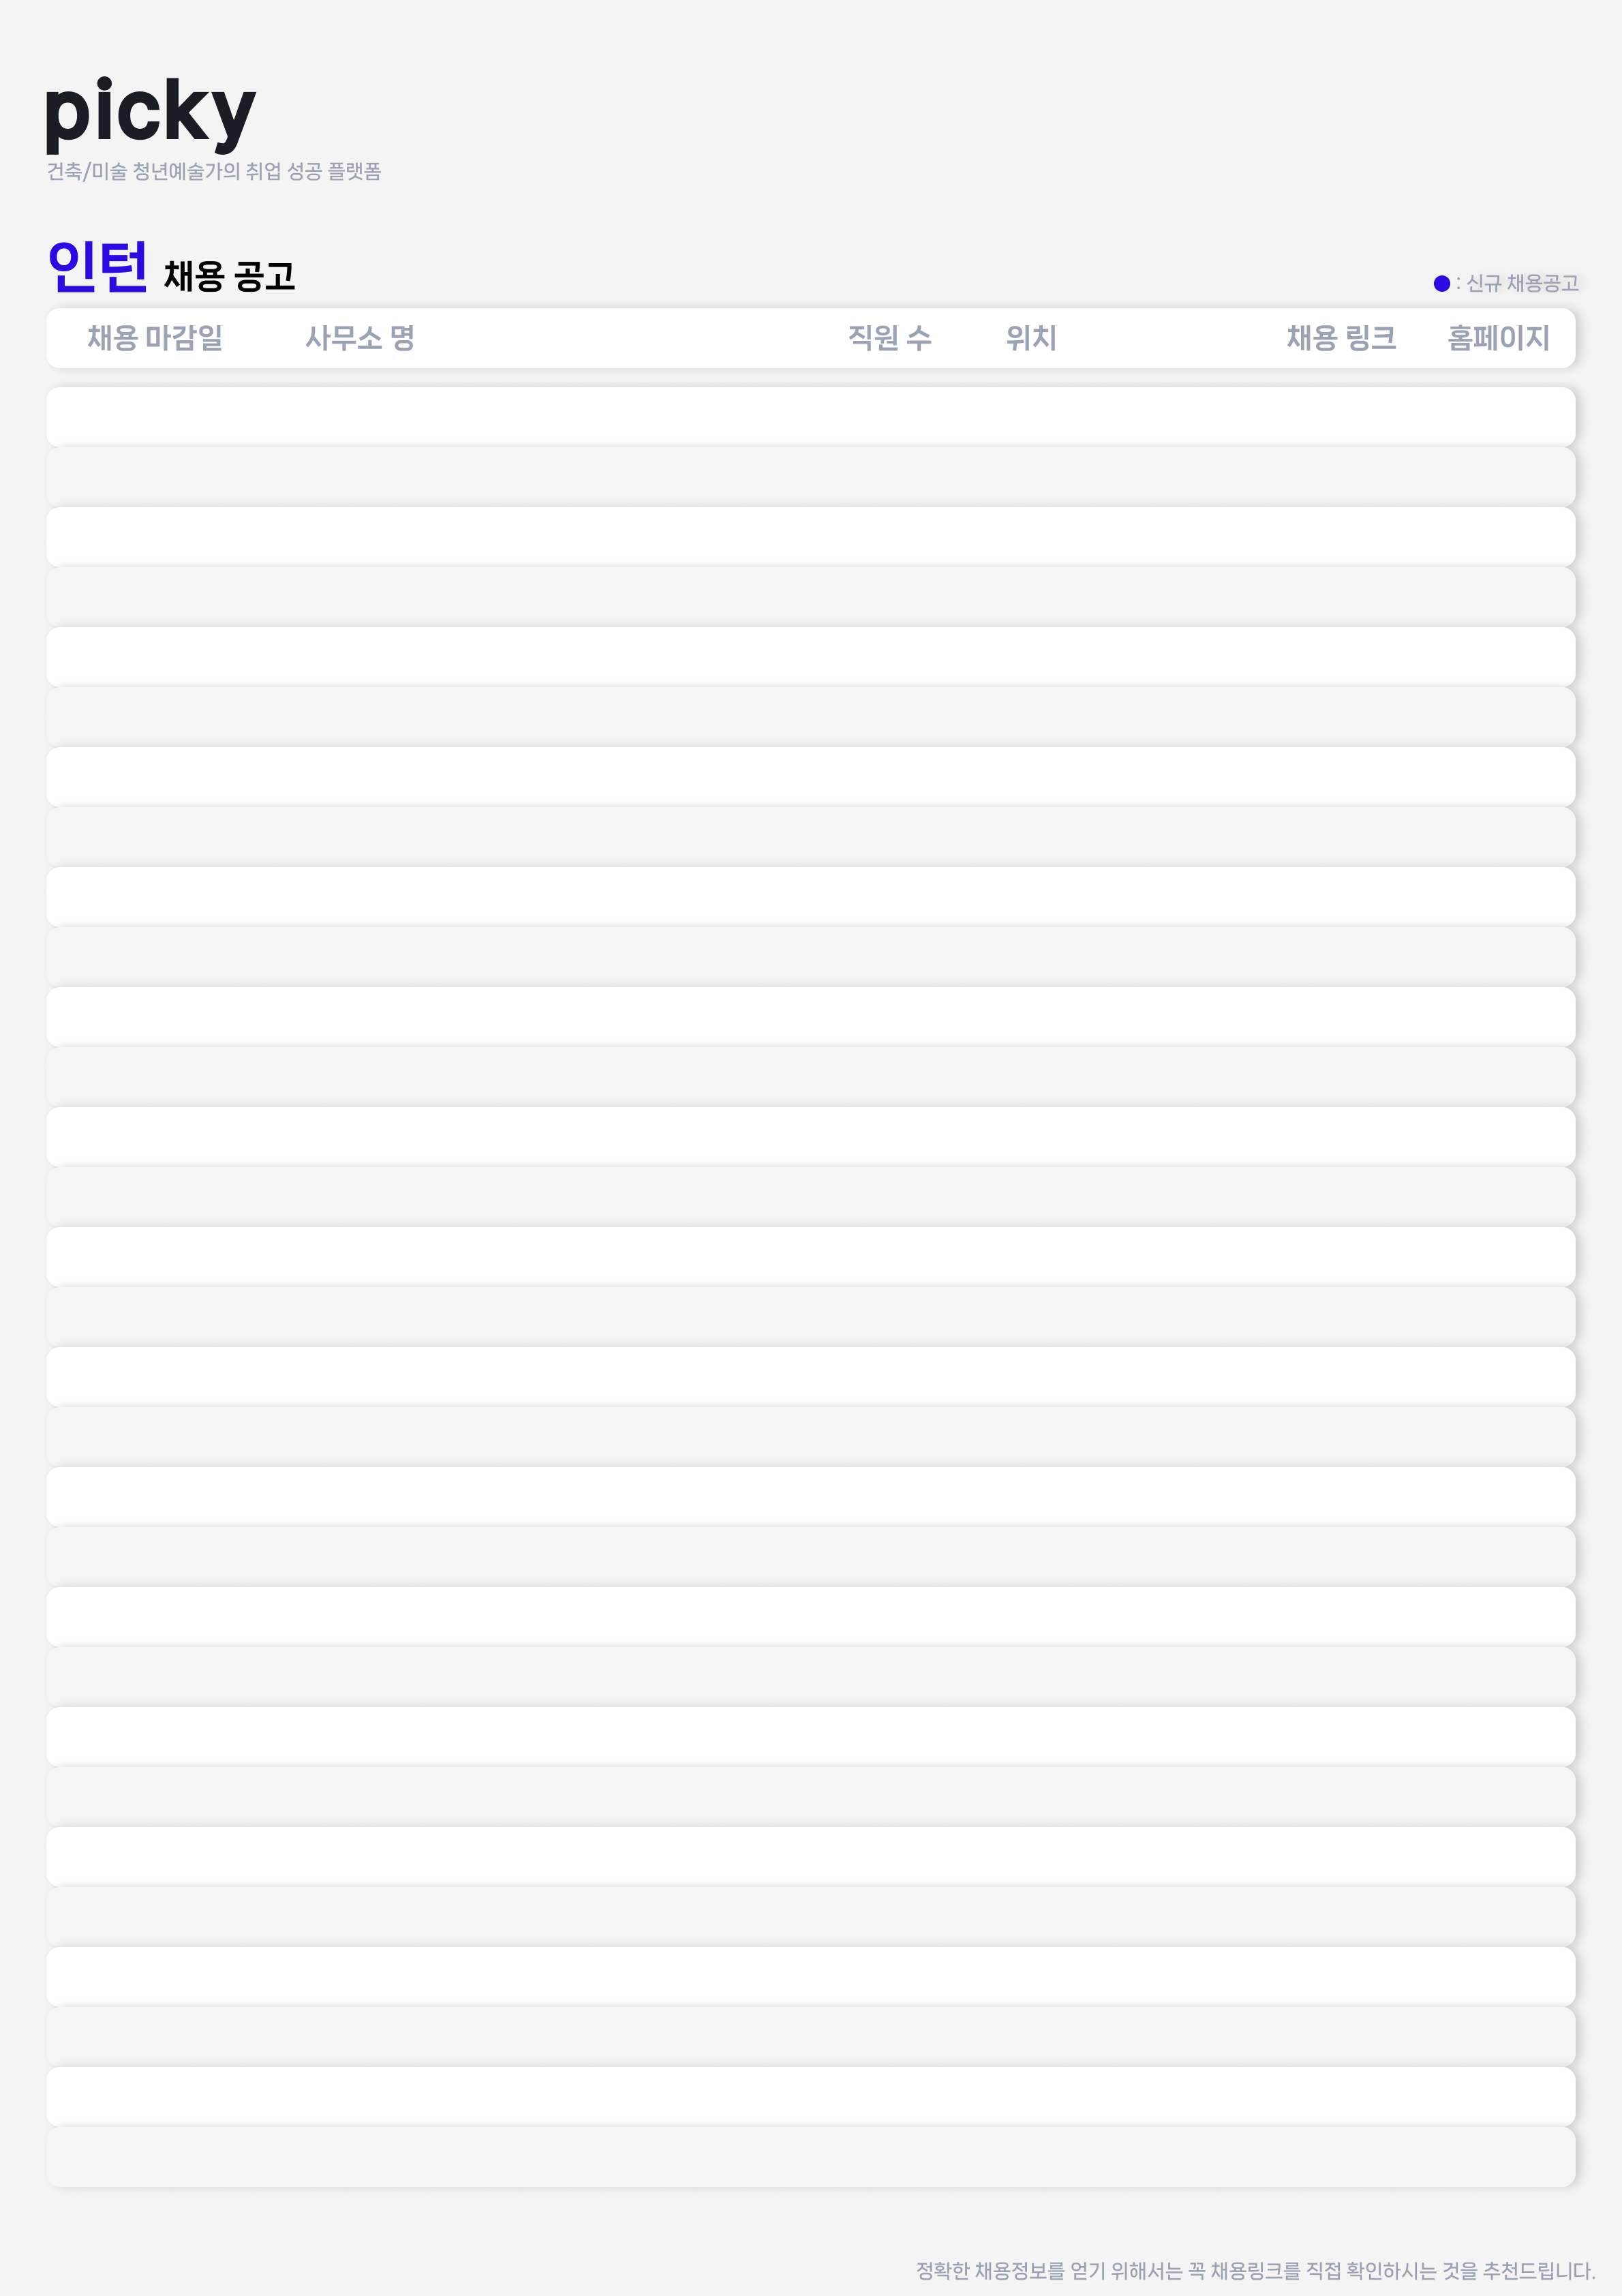 picky
건축/미술 청년예술가의 취업 성공 플랫폼
인턴 채용 공고
: 신규 채용공고
채용 마감일 사무소 명 직원 수 위치 채용 링크 홈페이지
정확한 채용정보를 얻기 위해서는 꼭 채용링크를 직접 확인하시는 것을 추천드립니다.